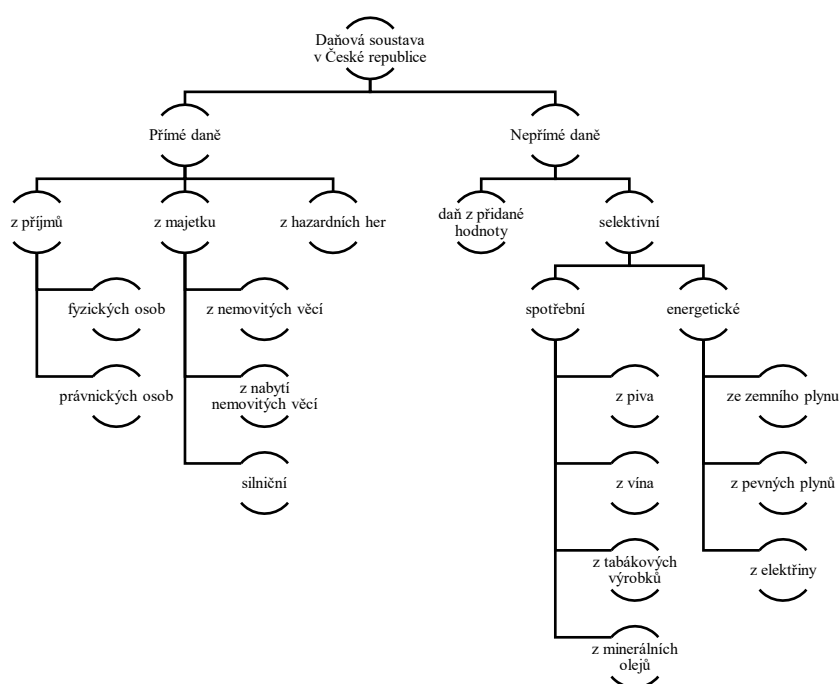 Daňová soustava
v České republice
Přímé daně
Nepřímé daně
z příjmů
z majetku
z hazardních her
daň z přidané
hodnoty
selektivní
fyzických osob
z nemovitých věcí
spotřební
energetické
právnických osob
z nabytí
nemovitých věcí
z piva
ze zemního plynu
silniční
z vína
z pevných plynů
z tabákových
výrobků
z elektřiny
z minerálních
olejů